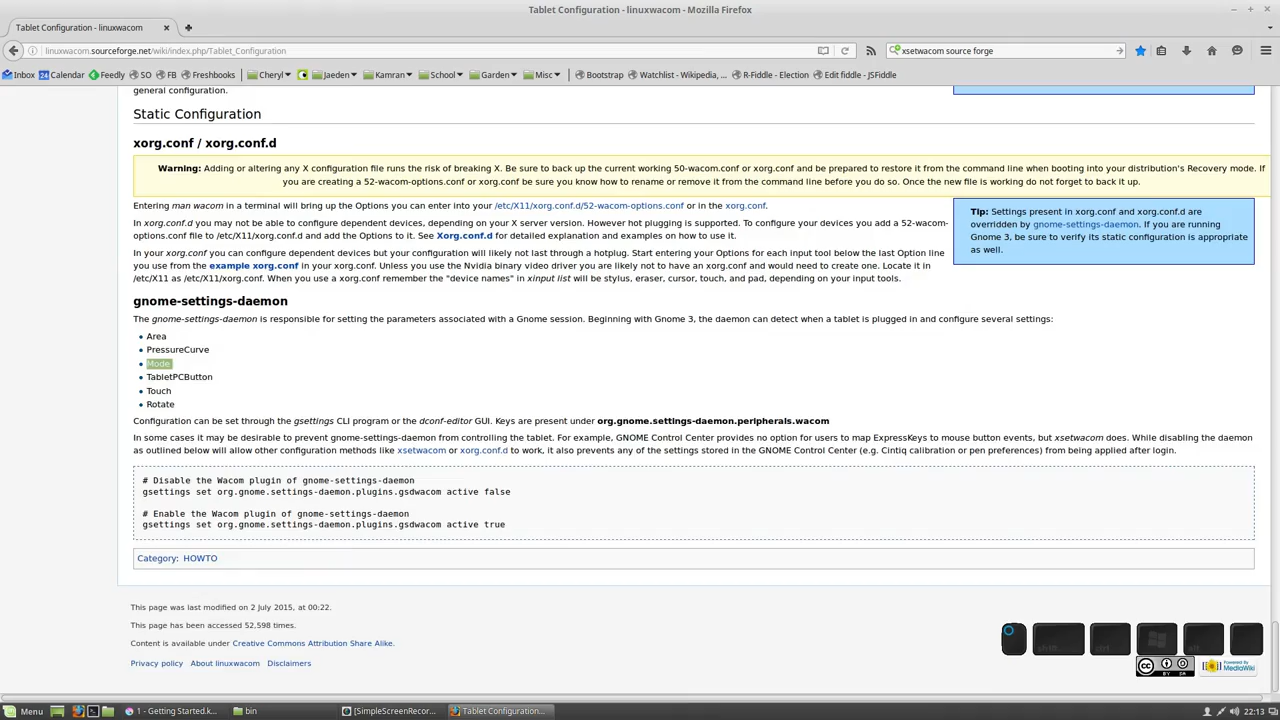 Tablet Configuration - linuxwacom - Mozilla Firefox
Tablet Configuration - linuxwacom
linuxwacom.sourceforge.net/wiki/index.php/Tablet_Configuration
xsetwacom source forge
Inbox 24 Calendar Feedly SO FB Freshbooks Cheryl Jaeden Kamran School Garden Misc Bootstrap Watchlist - Wikipedia, ... R-Fiddle - Election Edit fiddle - JSFiddle
general configuration.
Static Configuration
xorg.conf / xorg.conf.d
Warning: Adding or altering any X configuration file runs the risk of breaking X. Be sure to back up the current working 50-wacom.conf or xorg.conf and be prepared to restore it from the command line when booting into your distribution's Recovery mode. If
you are creating a 52-wacom-options.conf or xorg.conf be sure you know how to rename or remove it from the command line before you do so. Once the new file is working do not forget to back it up.
Entering man wacom in a terminal will bring up the Options you can enter into your /etc/X11/xorg.conf.d/52-wacom-options.conf or in the xorg.conf.
In xorg.conf.d you may not be able to configure dependent devices, depending on your X server version. However hot plugging is supported. To configure your devices you add a 52-wacom-
options.conf file to /etc/X11/xorg.conf.d and add the Options to it. See Xorg.conf.d for detailed explanation and examples on how to use it.
In your xorg.conf you can configure dependent devices but your configuration will likely not last through a hotplug. Start entering your Options for each input tool below the last Option line
you use from the example xorg.conf in your xorg.conf. Unless you use the Nvidia binary video driver you are likely not to have an xorg.conf and would need to create one. Locate it in
/etc/X11 as /etc/X11/xorg.conf. When you use a xorg.conf remember the "device names" in xinput list will be stylus, eraser, cursor, touch, and pad, depending on your input tools.
Tip: Settings present in xorg.conf and xorg.conf.d are
overridden by gnome-settings-daemon. If you are running
Gnome 3, be sure to verify its static configuration is appropriate
as well.
gnome-settings-daemon
The gnome-settings-daemon is responsible for setting the parameters associated with a Gnome session. Beginning with Gnome 3, the daemon can detect when a tablet is plugged in and configure several settings:
Area
PressureCurve
Mode
TabletPCButton
Touch
Rotate
Configuration can be set through the gsettings CLI program or the dconf-editor GUI. Keys are present under org.gnome.settings-daemon.peripherals.wacom
In some cases it may be desirable to prevent gnome-settings-daemon from controlling the tablet. For example, GNOME Control Center provides no option for users to map ExpressKeys to mouse button events, but xsetwacom does. While disabling the daemon
as outlined below will allow other configuration methods like xsetwacom or xorg.conf.d to work, it also prevents any of the settings stored in the GNOME Control Center (e.g. Cintiq calibration or pen preferences) from being applied after login.
# Disable the Wacom plugin of gnome-settings-daemon
gsettings set org.gnome.settings-daemon.plugins.gsdwacom active false
# Enable the Wacom plugin of gnome-settings-daemon
gsettings set org.gnome.settings-daemon.plugins.gsdwacom active true
Category: HOWTO
This page was last modified on 2 July 2015, at 00:22.
This page has been accessed 52,598 times.
Content is available under Creative Commons Attribution Share Alike.
Privacy policy About linuxwacom Disclaimers
shift ctrl alt
CC BY SA Powered By MediaWiki
Menu 1 - Getting Started.k... bin [SimpleScreenRecor... Tablet Configuration... 22:13